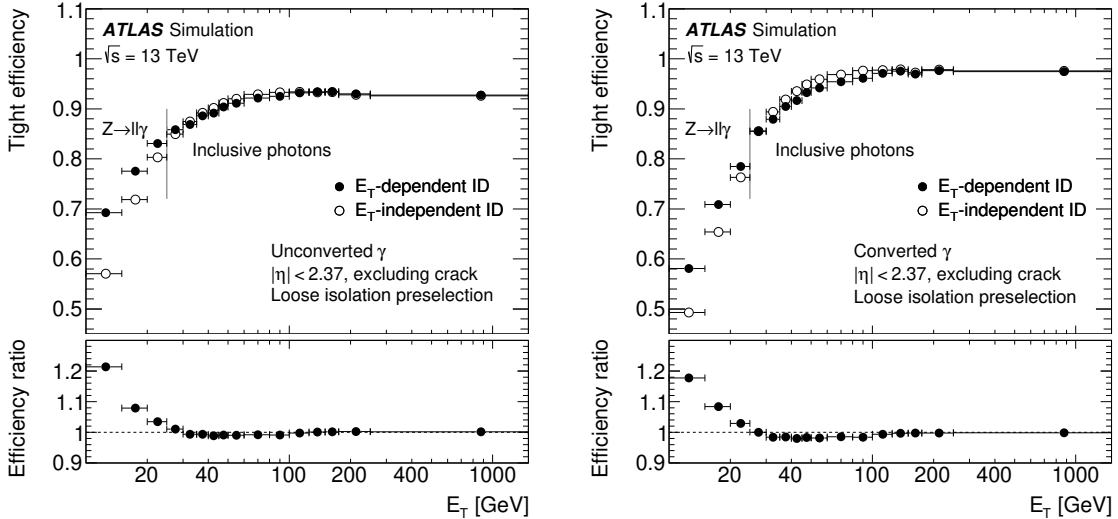 ATLAS Simulation
√s = 13 TeV
Z→llγ
Inclusive photons
E_T-dependent ID
E_T-independent ID
Unconverted γ
|η| < 2.37, excluding crack
Loose isolation preselection
Tight efficiency
1.1
1
0.9
0.8
0.7
0.6
0.5
Efficiency ratio
1.2
1.1
1
0.9
20 40 100 200 1000
E_T [GeV]
ATLAS Simulation
√s = 13 TeV
Z→llγ
Inclusive photons
E_T-dependent ID
E_T-independent ID
Converted γ
|η| < 2.37, excluding crack
Loose isolation preselection
Tight efficiency
1.1
1
0.9
0.8
0.7
0.6
0.5
Efficiency ratio
1.2
1.1
1
0.9
20 40 100 200 1000
E_T [GeV]